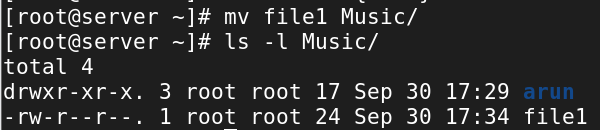 [root@server ~]# mv file1 Music/
[root@server ~]# ls -l Music/
total 4
drwxr-xr-x. 3 root root 17 Sep 30 17:29 arun
-rw-r--r--. 1 root root 24 Sep 30 17:34 file1